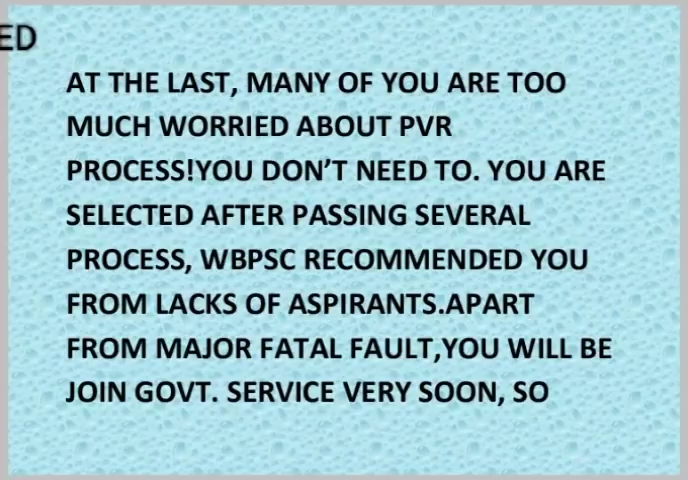 ED
AT THE LAST, MANY OF YOU ARE TOO
MUCH WORRIED ABOUT PVR
PROCESS!YOU DON’T NEED TO. YOU ARE
SELECTED AFTER PASSING SEVERAL
PROCESS, WBPSC RECOMMENDED YOU
FROM LACKS OF ASPIRANTS.APART
FROM MAJOR FATAL FAULT,YOU WILL BE
JOIN GOVT. SERVICE VERY SOON, SO